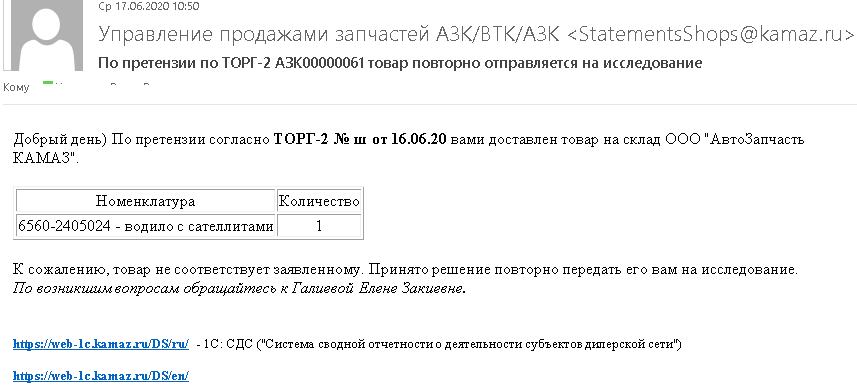 Ср 17.06.2020 10:50
Управление продажами запчастей АЗК/ВТК/АЗК <StatementsShops@kamaz.ru>
По претензии по ТОРГ-2 АЗК00000061 товар повторно отправляется на исследование
Кому
Добрый день) По претензии согласно ТОРГ-2 № ш от 16.06.20 вами доставлен товар на склад ООО "АвтоЗапчасть
КАМАЗ".
Номенклатура Количество
6560-2405024 - водило с сателлитами 1
К сожалению, товар не соответствует заявленному. Принято решение повторно передать его вам на исследование.
По возникшим вопросам обращайтесь к Галиевой Елене Закиевне.
https://web-1c.kamaz.ru/DS/ru/ - 1С: СДС ("Система сводной отчетности о деятельности субъектов дилерской сети")
https://web-1c.kamaz.ru/DS/en/